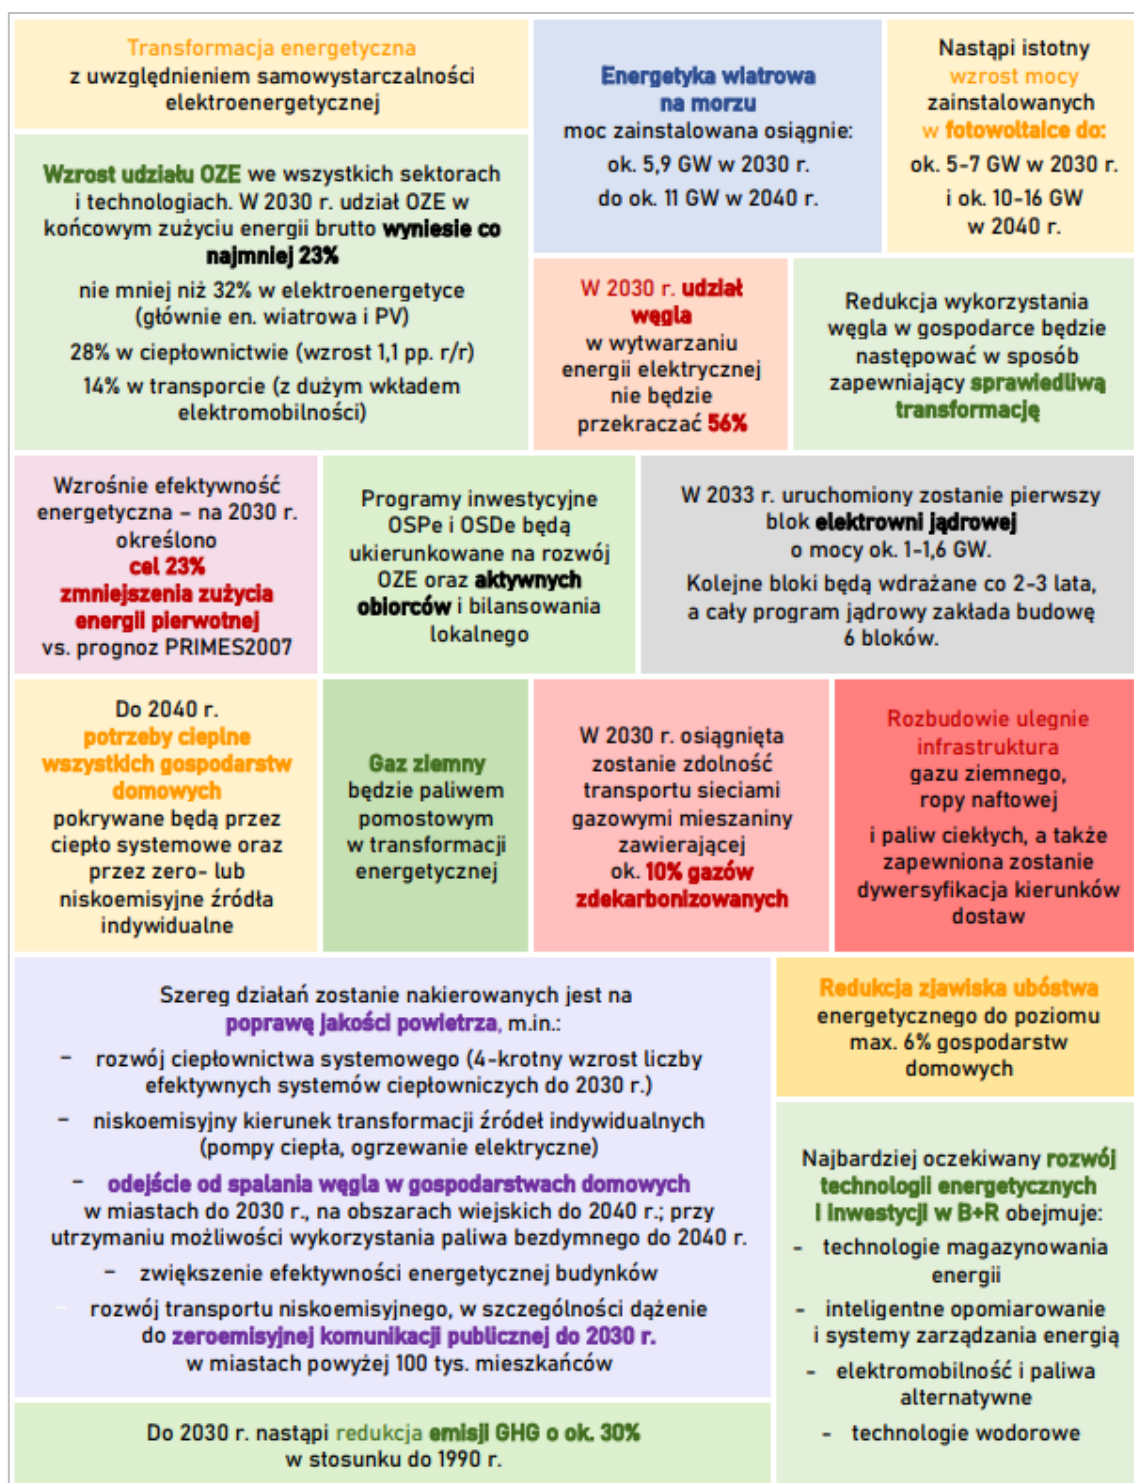 Transformacja energetyczna
z uwzględnieniem samowystarczalności
elektroenergetycznej
Energetyka wiatrowa
na morzu
moc zainstalowana osiągnie:
ok. 5,9 GW w 2030 r.
do ok. 11 GW w 2040 r.
Nastąpi istotny
wzrost mocy
zainstalowanych
w fotowoltaice do:
ok. 5-7 GW w 2030 r.
i ok. 10-16 GW
w 2040 r.
Wzrost udziału OZE we wszystkich sektorach
i technologiach. W 2030 r. udział OZE w
końcowym zużyciu energii brutto wyniesie co
najmniej 23%
nie mniej niż 32% w elektroenergetyce
(głównie en. wiatrowa i PV)
28% w ciepłownictwie (wzrost 1,1 pp. r/r)
14% w transporcie (z dużym wkładem
elektromobilności)
W 2030 r. udział
węgla
w wytwarzaniu
energii elektrycznej
nie będzie
przekraczać 56%
Redukcja wykorzystania
węgla w gospodarce będzie
następować w sposób
zapewniający sprawiedliwą
transformację
Wzrośnie efektywność
energetyczna – na 2030 r.
określono
cel 23%
zmniejszenia zużycia
energii pierwotnej
vs. prognoz PRIMES2007
Programy inwestycyjne
OSPe i OSDe będą
ukierunkowane na rozwój
OZE oraz aktywnych
obiorców i bilansowania
lokalnego
W 2033 r. uruchomiony zostanie pierwszy
blok elektrowni jądrowej
o mocy ok. 1-1,6 GW.
Kolejne bloki będą wdrażane co 2-3 lata,
a cały program jądrowy zakłada budowę
6 bloków.
Do 2040 r.
potrzeby cieplne
wszystkich gospodarstw
domowych
pokrywane będą przez
ciepło systemowe oraz
przez zero- lub
niskoemisyjne źródła
indywidualne
Gaz ziemny
będzie paliwem
pomostowym
w transformacji
energetycznej
W 2030 r. osiągnięta
zostanie zdolność
transportu sieciami
gazowymi mieszaniny
zawierającej
ok. 10% gazów
zdekarbonizowanych
Rozbudowie ulegnie
infrastruktura
gazu ziemnego,
ropy naftowej
i paliw ciekłych, a także
zapewniona zostanie
dywersyfikacja kierunków
dostaw
Szereg działań zostanie nakierowanych jest na
poprawę jakości powietrza, m.in.:
– rozwój ciepłownictwa systemowego (4-krotny wzrost liczby
efektywnych systemów ciepłowniczych do 2030 r.)
– niskoemisyjny kierunek transformacji źródeł indywidualnych
(pompy ciepła, ogrzewanie elektryczne)
– odejście od spalania węgla w gospodarstwach domowych
w miastach do 2030 r., na obszarach wiejskich do 2040 r.; przy
utrzymaniu możliwości wykorzystania paliwa bezdymnego do 2040 r.
– zwiększenie efektywności energetycznej budynków
– rozwój transportu niskoemisyjnego, w szczególności dążenie
do zeroemisyjnej komunikacji publicznej do 2030 r.
w miastach powyżej 100 tys. mieszkańców
Redukcja zjawiska ubóstwa
energetycznego do poziomu
max. 6% gospodarstw
domowych
Najbardziej oczekiwany rozwój
technologii energetycznych
i inwestycji w B+R obejmuje:
- technologie magazynowania
energii
- inteligentne opomiarowanie
i systemy zarządzania energią
- elektromobilność i paliwa
alternatywne
- technologie wodorowe
Do 2030 r. nastąpi redukcja emisji GHG o ok. 30%
w stosunku do 1990 r.